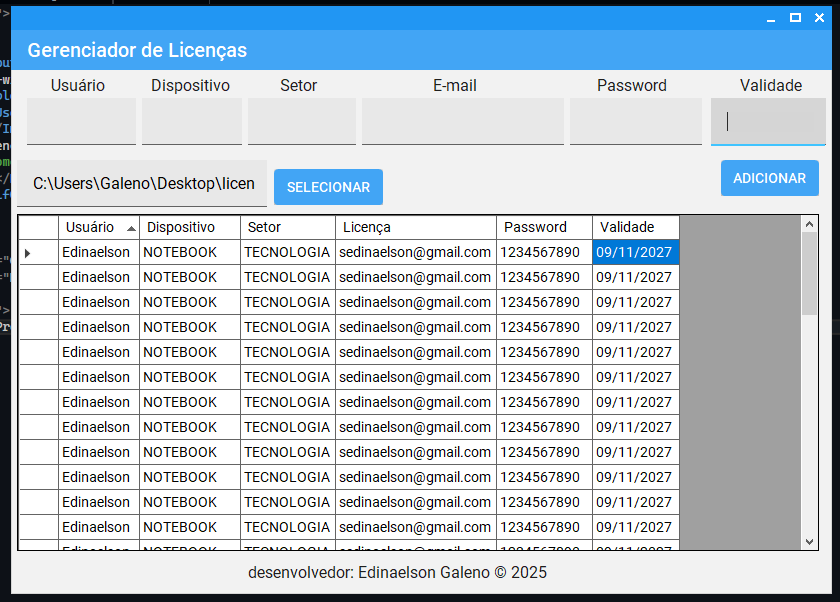 Gerenciador de Licenças
Usuário Dispositivo Setor E-mail Password Validade
C:\Users\Galeno\Desktop\licen SELECIONAR ADICIONAR
Usuário Dispositivo Setor Licença Password Validade
Edinaelson NOTEBOOK TECNOLOGIA sedinaelson@gmail.com 1234567890 09/11/2027
Edinaelson NOTEBOOK TECNOLOGIA sedinaelson@gmail.com 1234567890 09/11/2027
Edinaelson NOTEBOOK TECNOLOGIA sedinaelson@gmail.com 1234567890 09/11/2027
Edinaelson NOTEBOOK TECNOLOGIA sedinaelson@gmail.com 1234567890 09/11/2027
Edinaelson NOTEBOOK TECNOLOGIA sedinaelson@gmail.com 1234567890 09/11/2027
Edinaelson NOTEBOOK TECNOLOGIA sedinaelson@gmail.com 1234567890 09/11/2027
Edinaelson NOTEBOOK TECNOLOGIA sedinaelson@gmail.com 1234567890 09/11/2027
Edinaelson NOTEBOOK TECNOLOGIA sedinaelson@gmail.com 1234567890 09/11/2027
Edinaelson NOTEBOOK TECNOLOGIA sedinaelson@gmail.com 1234567890 09/11/2027
Edinaelson NOTEBOOK TECNOLOGIA sedinaelson@gmail.com 1234567890 09/11/2027
Edinaelson NOTEBOOK TECNOLOGIA sedinaelson@gmail.com 1234567890 09/11/2027
Edinaelson NOTEBOOK TECNOLOGIA sedinaelson@gmail.com 1234567890 09/11/2027
desenvolvedor: Edinaelson Galeno © 2025